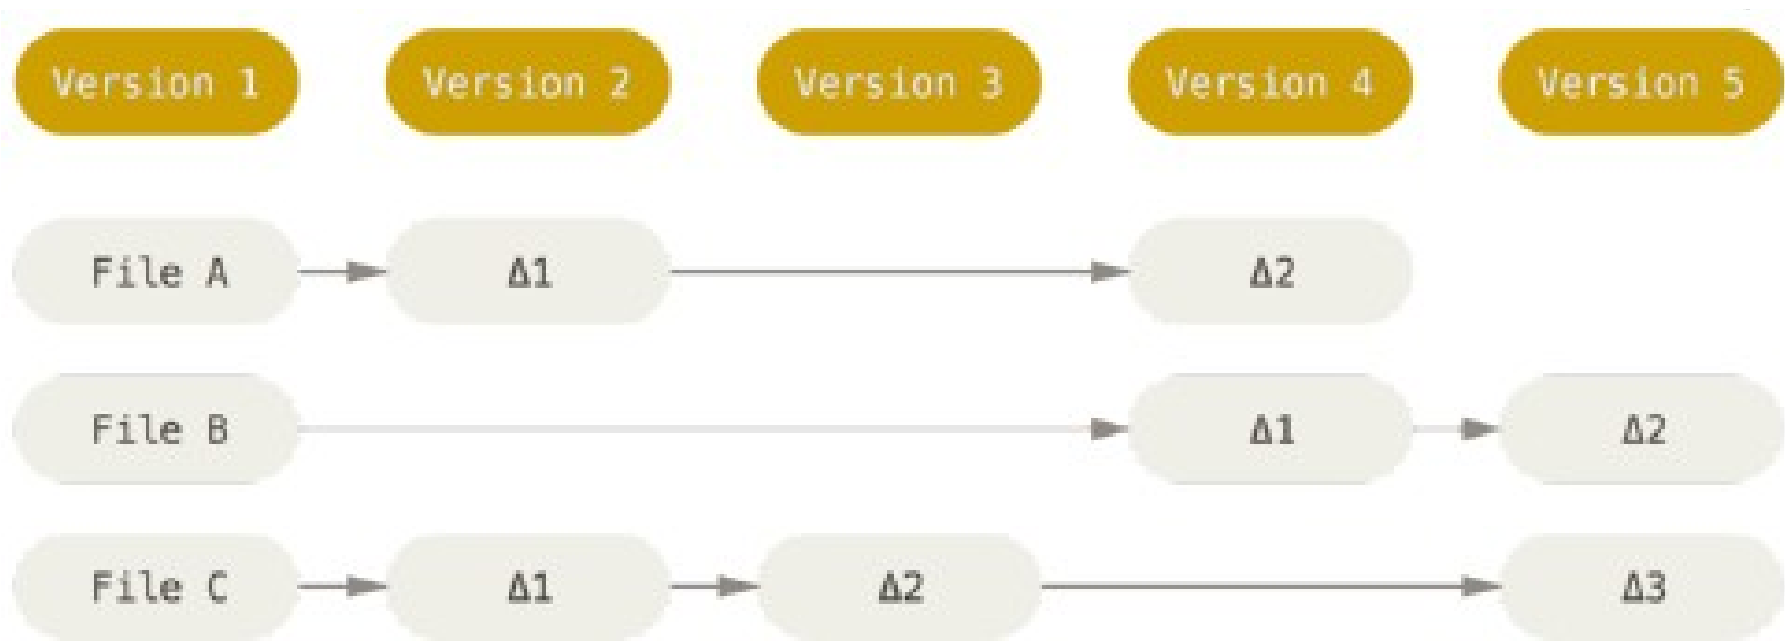 Version 1 Version 2 Version 3 Version 4 Version 5
File A Δ1 Δ2
File B Δ1 Δ2
File C Δ1 Δ2 Δ3